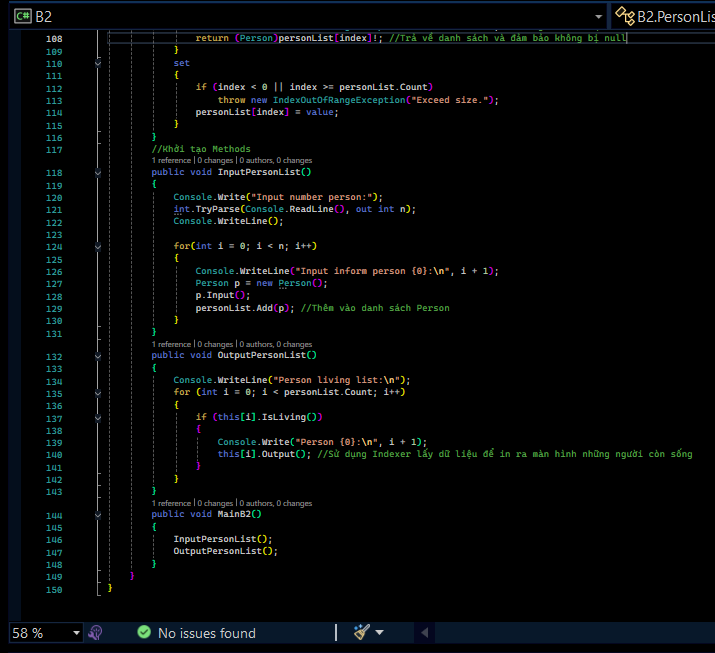 C# B2
B2.PersonLis
108 return (Person)personList[index]!; //Trả về danh sách và đảm bảo không bị null
109 }
110 set
111 {
112 if (index < 0 || index >= personList.Count)
113 throw new IndexOutOfRangeException("Exceed size.");
114 personList[index] = value;
115 }
116 }
117 //Khởi tạo Methods
1 reference | 0 changes | 0 authors, 0 changes
118 public void InputPersonList()
119 {
120 Console.Write("Input number person:");
121 int.TryParse(Console.ReadLine(), out int n);
122 Console.WriteLine();
123
124 for(int i = 0; i < n; i++)
125 {
126 Console.WriteLine("Input inform person {0}:\n", i + 1);
127 Person p = new Person();
128 p.Input();
129 personList.Add(p); //Thêm vào danh sách Person
130 }
131 }
1 reference | 0 changes | 0 authors, 0 changes
132 public void OutputPersonList()
133 {
134 Console.WriteLine("Person living list:\n");
135 for (int i = 0; i < personList.Count; i++)
136 {
137 if (this[i].IsLiving())
138 {
139 Console.Write("Person {0}:\n", i + 1);
140 this[i].Output(); //Sử dụng Indexer lấy dữ liệu để in ra màn hình những người còn sống
141 }
142 }
143 }
1 reference | 0 changes | 0 authors, 0 changes
144 public void MainB2()
145 {
146 InputPersonList();
147 OutputPersonList();
148 }
149 }
150 }
58 % No issues found